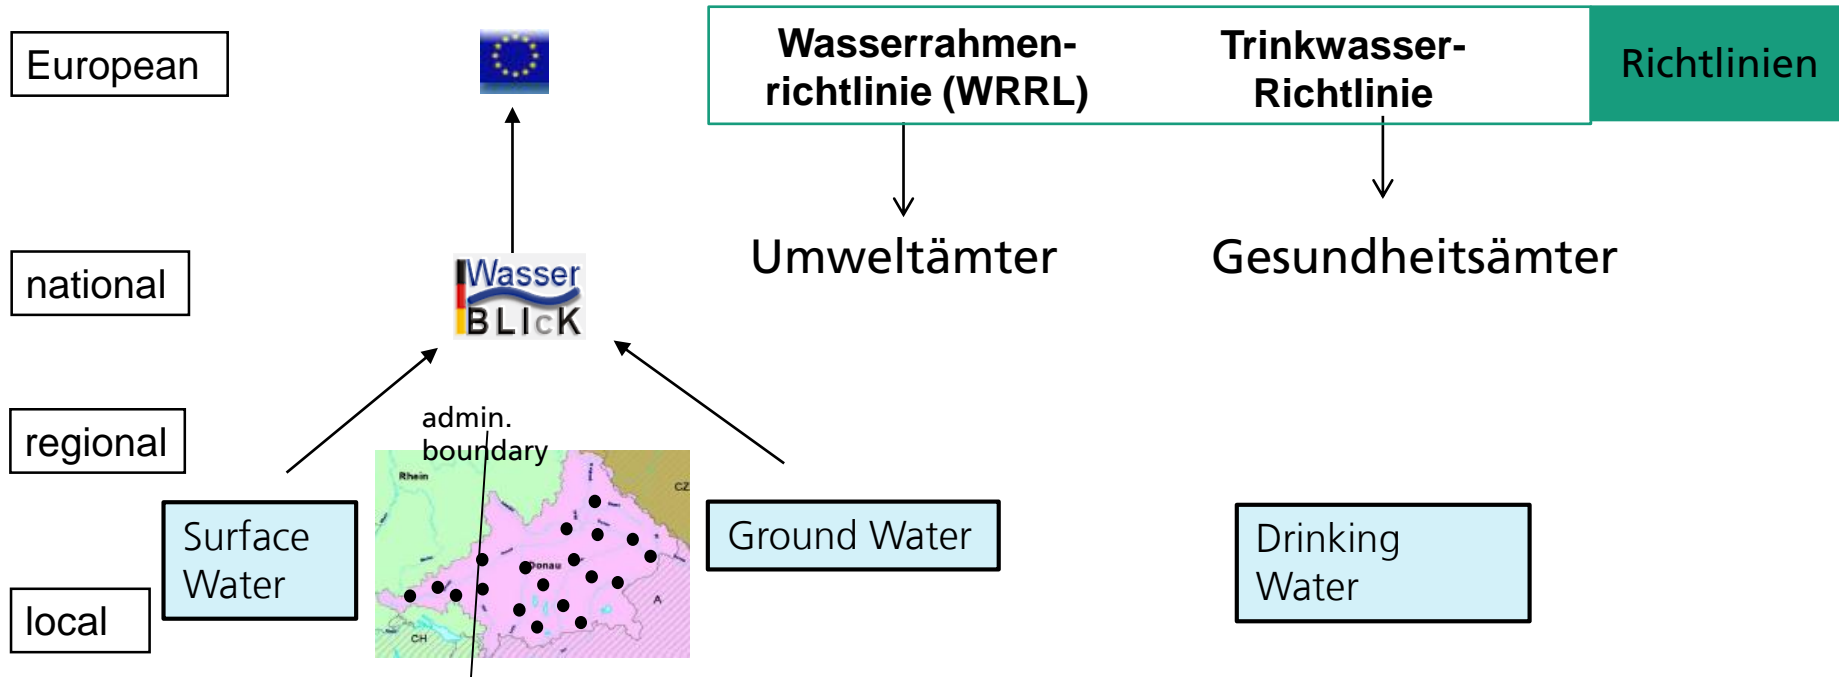 European
Wasserrahmen-
richtlinie (WRRL)
Trinkwasser-
Richtlinie
Richtlinien
national
Wasser
BLIcK
Umweltämter
Gesundheitsämter
regional
admin.
boundary
Rhein
CZ
Donau
A
CH
Surface
Water
Ground Water
Drinking
Water
local